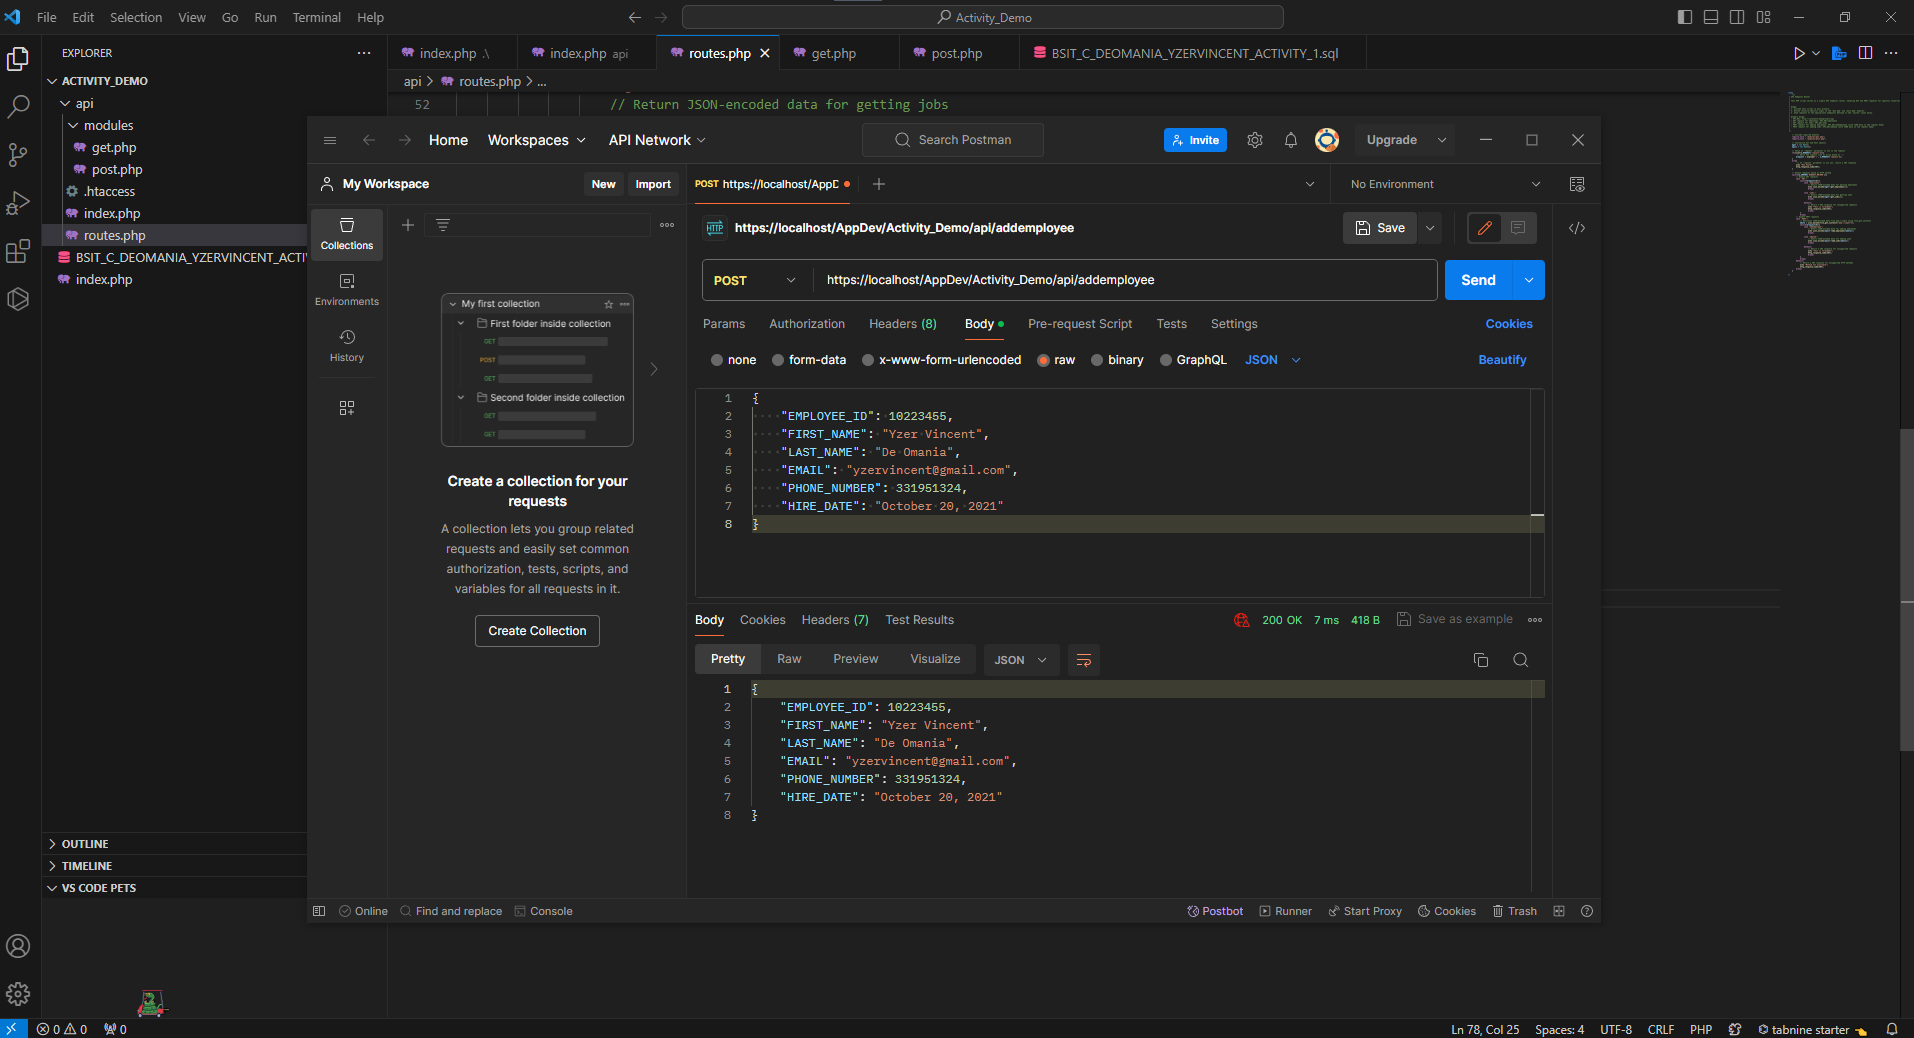 File Edit Selection View Go Run Terminal Help
Activity_Demo
EXPLORER
index.php .\
index.php api
routes.php
get.php
post.php
BSIT_C_DEOMANIA_YZERVINCENT_ACTIVITY_1.sql
ACTIVITY_DEMO
api
modules
get.php
post.php
.htaccess
index.php
routes.php
BSIT_C_DEOMANIA_YZERVINCENT_ACTIV
index.php
OUTLINE
TIMELINE
VS CODE PETS
api > routes.php > ...
52 // Return JSON-encoded data for getting jobs
Home Workspaces API Network
Search Postman
Invite
Upgrade
My Workspace
New Import
POST https://localhost/AppD
No Environment
Collections
Environments
History
My first collection
First folder inside collection
GET
POST
GET
Second folder inside collection
GET
GET
Create a collection for your
requests
A collection lets you group related
requests and easily set common
authorization, tests, scripts, and
variables for all requests in it.
Create Collection
HTTP https://localhost/AppDev/Activity_Demo/api/addemployee
Save
POST https://localhost/AppDev/Activity_Demo/api/addemployee
Send
Params Authorization Headers (8) Body Pre-request Script Tests Settings Cookies
none form-data x-www-form-urlencoded raw binary GraphQL JSON Beautify
1 {
2 "EMPLOYEE_ID": 10223455,
3 "FIRST_NAME": "Yzer Vincent",
4 "LAST_NAME": "De Omania",
5 "EMAIL": "yzervincent@gmail.com",
6 "PHONE_NUMBER": 331951324,
7 "HIRE_DATE": "October 20, 2021"
8 }
Body Cookies Headers (7) Test Results
200 OK 7 ms 418 B Save as example
Pretty Raw Preview Visualize JSON
1 {
2 "EMPLOYEE_ID": 10223455,
3 "FIRST_NAME": "Yzer Vincent",
4 "LAST_NAME": "De Omania",
5 "EMAIL": "yzervincent@gmail.com",
6 "PHONE_NUMBER": 331951324,
7 "HIRE_DATE": "October 20, 2021"
8 }
Online Find and replace Console
Postbot Runner Start Proxy Cookies Trash
0 0 0
Ln 78, Col 25 Spaces: 4 UTF-8 CRLF PHP tabnine starter